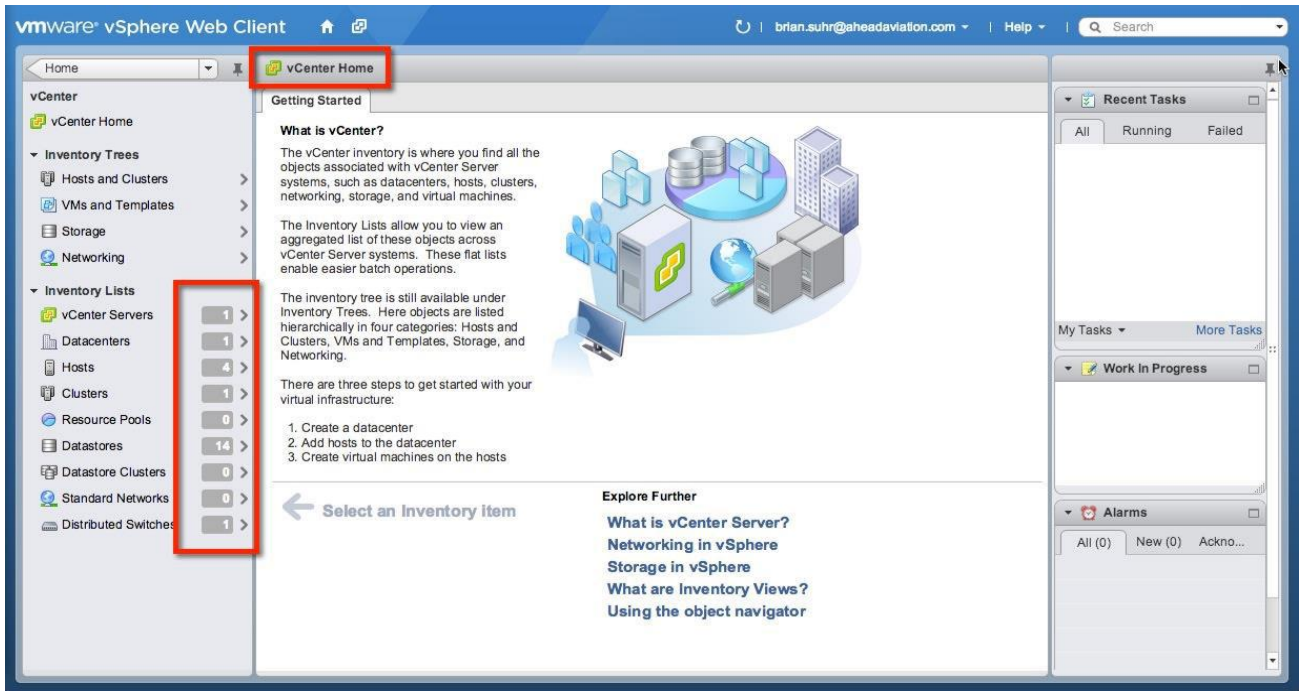 vmware® vSphere Web Client
brian.suhr@aheadaviation.com
Help
Search
Home
vCenter
vCenter Home
Inventory Trees
Hosts and Clusters
VMs and Templates
Storage
Networking
Inventory Lists
vCenter Servers 1
Datacenters 1
Hosts 4
Clusters 1
Resource Pools 0
Datastores 14
Datastore Clusters 0
Standard Networks 0
Distributed Switches 1
vCenter Home
Getting Started
What is vCenter?
The vCenter inventory is where you find all the
objects associated with vCenter Server
systems, such as datacenters, hosts, clusters,
networking, storage, and virtual machines.
The Inventory Lists allow you to view an
aggregated list of these objects across
vCenter Server systems. These flat lists
enable easier batch operations.
The inventory tree is still available under
Inventory Trees. Here objects are listed
hierarchically in four categories: Hosts and
Clusters, VMs and Templates, Storage, and
Networking.
There are three steps to get started with your
virtual infrastructure:
1. Create a datacenter
2. Add hosts to the datacenter
3. Create virtual machines on the hosts
Select an Inventory item
Explore Further
What is vCenter Server?
Networking in vSphere
Storage in vSphere
What are Inventory Views?
Using the object navigator
Recent Tasks
All Running Failed
My Tasks More Tasks
Work In Progress
Alarms
All (0) New (0) Ackno...